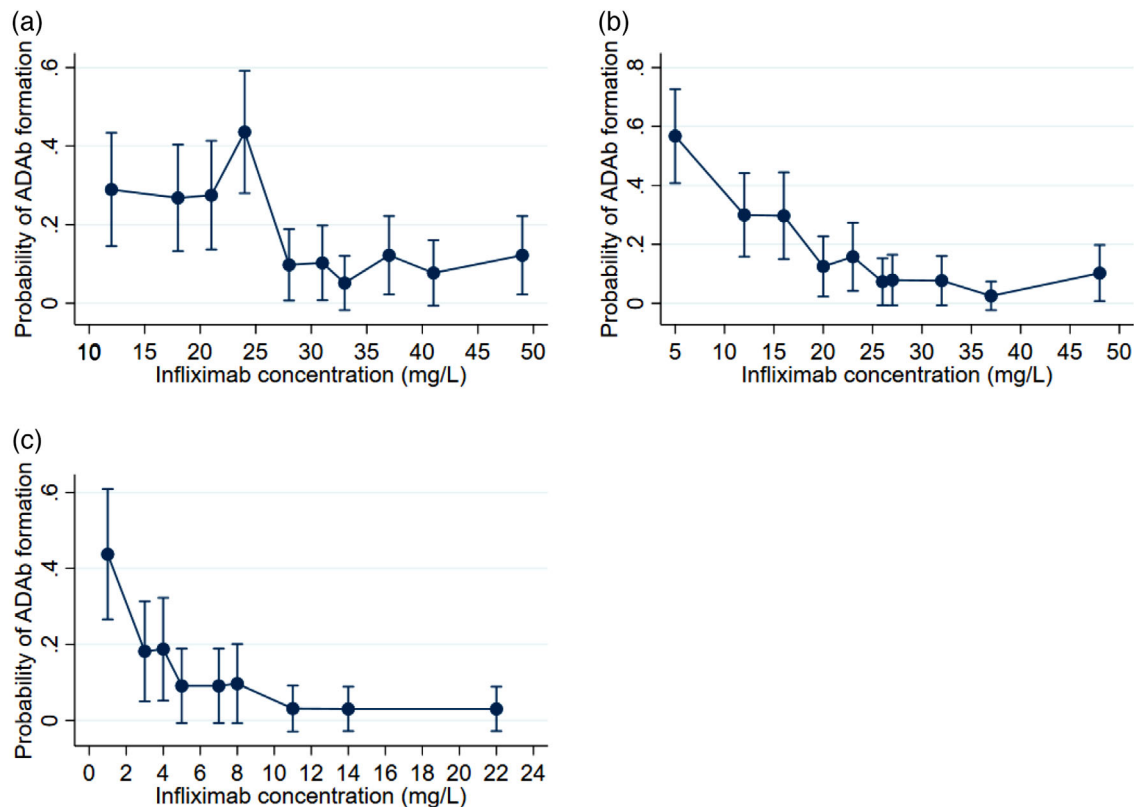 (a)
Probability of ADAb formation
.6
.4
.2
0
10 15 20 25 30 35 40 45 50
Infliximab concentration (mg/L)
(b)
Probability of ADAb formation
.8
.6
.4
.2
0
5 10 15 20 25 30 35 40 45 50
Infliximab concentration (mg/L)
(c)
Probability of ADAb formation
.6
.4
.2
0
0 2 4 6 8 10 12 14 16 18 20 22 24
Infliximab concentration (mg/L)